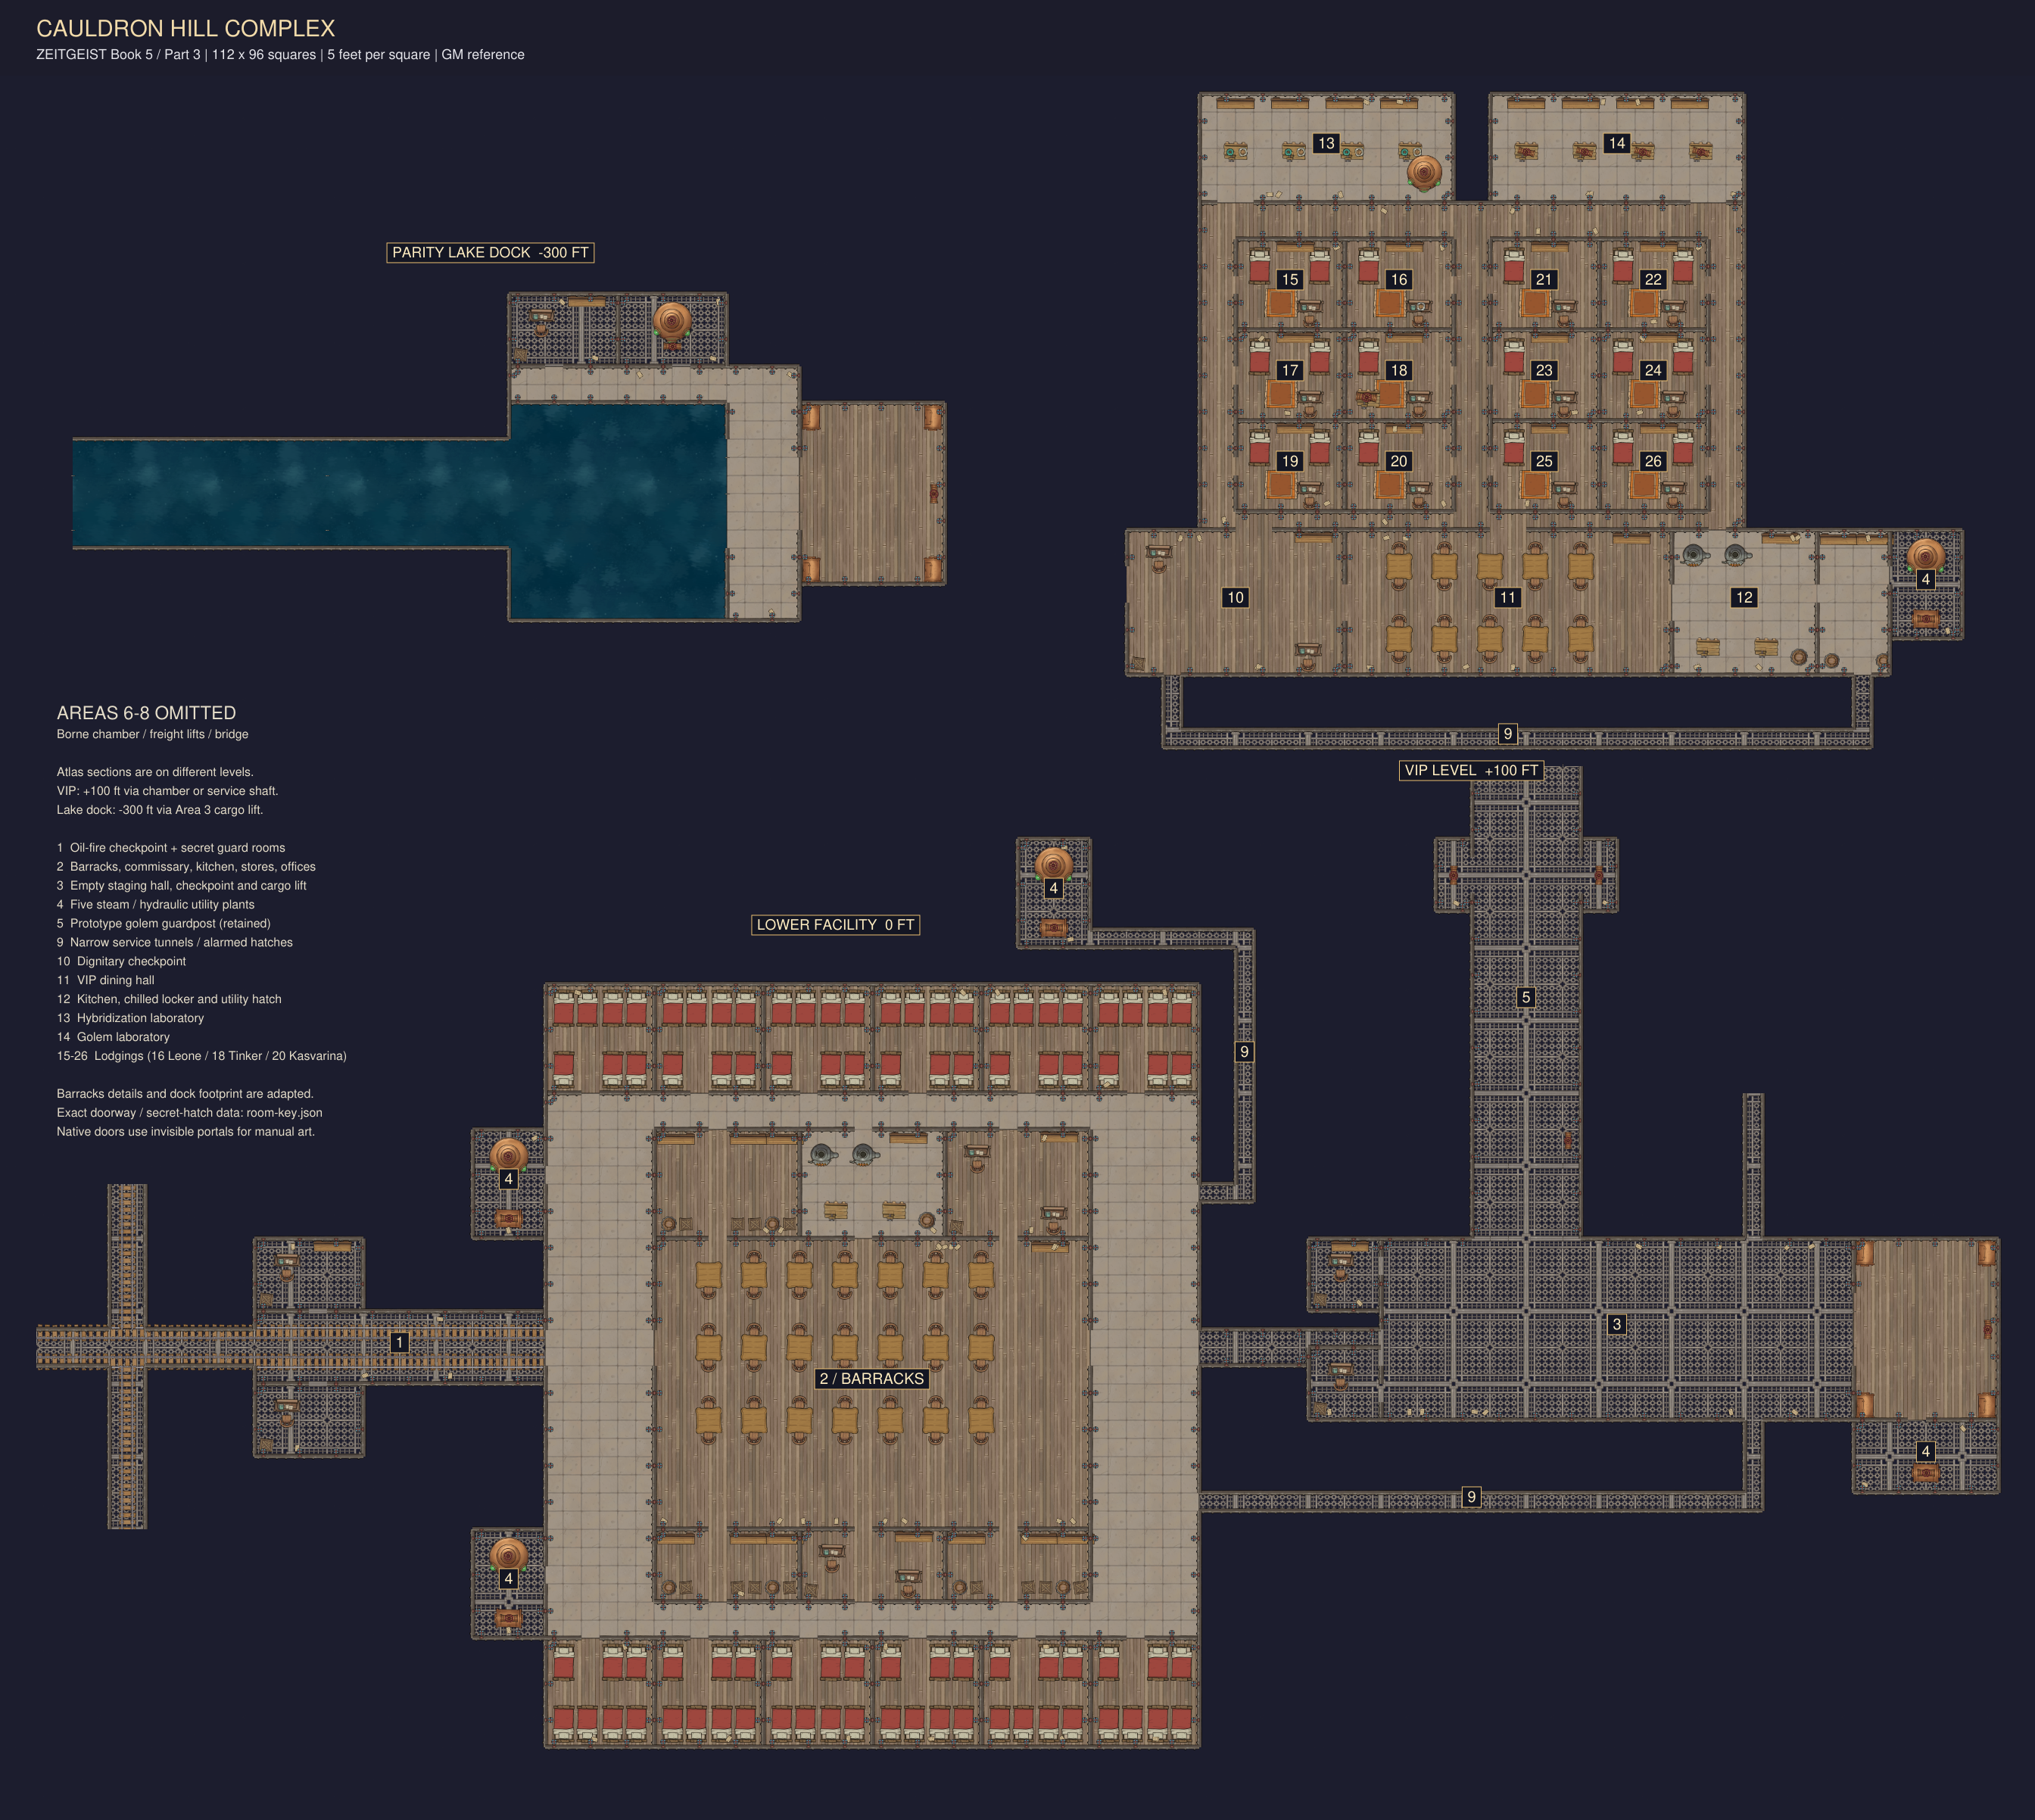 CAULDRON HILL COMPLEX
ZEITGEIST Book 5 / Part 3 | 112 x 96 squares | 5 feet per square | GM reference
13
14
PARITY LAKE DOCK -300 FT
15
16
21
22
17
18
23
24
19
20
25
26
4
10
11
12
9
VIP LEVEL +100 FT
AREAS 6-8 OMITTED
Borne chamber / freight lifts / bridge
Atlas sections are on different levels.
VIP: +100 ft via chamber or service shaft.
Lake dock: -300 ft via Area 3 cargo lift.
1 Oil-fire checkpoint + secret guard rooms
2 Barracks, commissary, kitchen, stores, offices
3 Empty staging hall, checkpoint and cargo lift
4 Five steam / hydraulic utility plants
5 Prototype golem guardpost (retained)
9 Narrow service tunnels / alarmed hatches
10 Dignitary checkpoint
11 VIP dining hall
12 Kitchen, chilled locker and utility hatch
13 Hybridization laboratory
14 Golem laboratory
15-26 Lodgings (16 Leone / 18 Tinker / 20 Kasvarina)
Barracks details and dock footprint are adapted.
Exact doorway / secret-hatch data: room-key.json
Native doors use invisible portals for manual art.
4
LOWER FACILITY 0 FT
5
9
4
3
1
2 / BARRACKS
4
9
4